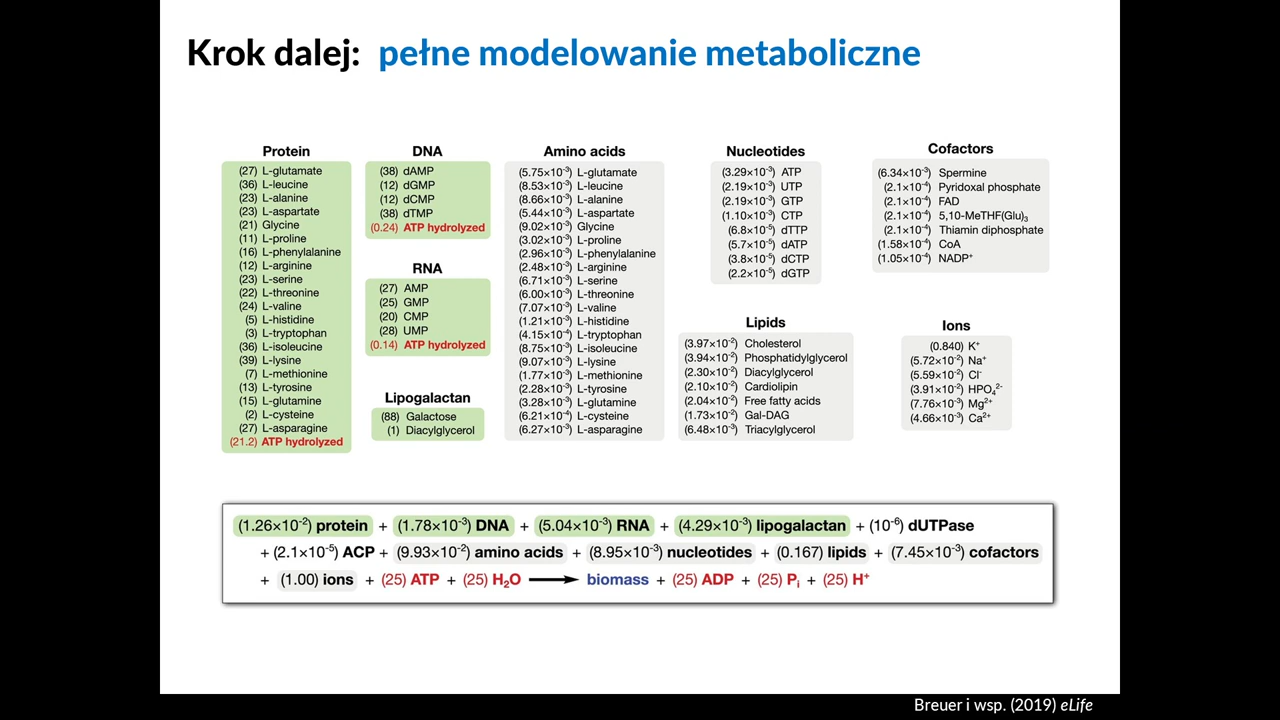 Krok dalej: pełne modelowanie metaboliczne
Protein
(27) L-glutamate
(36) L-leucine
(23) L-alanine
(23) L-aspartate
(21) Glycine
(11) L-proline
(16) L-phenylalanine
(12) L-arginine
(23) L-serine
(22) L-threonine
(24) L-valine
(5) L-histidine
(3) L-tryptophan
(36) L-isoleucine
(39) L-lysine
(7) L-methionine
(13) L-tyrosine
(15) L-glutamine
(2) L-cysteine
(27) L-asparagine
(21.2) ATP hydrolyzed
DNA
(38) dAMP
(12) dGMP
(12) dCMP
(38) dTMP
(0.24) ATP hydrolyzed
RNA
(27) AMP
(25) GMP
(20) CMP
(28) UMP
(0.14) ATP hydrolyzed
Lipogalactan
(88) Galactose
(1) Diacylglycerol
Amino acids
(5.75×10⁻³) L-glutamate
(8.53×10⁻³) L-leucine
(8.66×10⁻³) L-alanine
(5.44×10⁻³) L-aspartate
(9.02×10⁻³) Glycine
(3.02×10⁻³) L-proline
(2.96×10⁻³) L-phenylalanine
(2.48×10⁻³) L-arginine
(6.71×10⁻³) L-serine
(6.00×10⁻³) L-threonine
(7.07×10⁻³) L-valine
(1.21×10⁻³) L-histidine
(4.15×10⁻⁴) L-tryptophan
(8.75×10⁻³) L-isoleucine
(9.07×10⁻³) L-lysine
(1.77×10⁻³) L-methionine
(2.28×10⁻³) L-tyrosine
(3.28×10⁻³) L-glutamine
(6.21×10⁻⁴) L-cysteine
(6.27×10⁻³) L-asparagine
Nucleotides
(3.29×10⁻³) ATP
(2.19×10⁻³) UTP
(2.19×10⁻³) GTP
(1.10×10⁻³) CTP
(6.8×10⁻⁵) dTTP
(5.7×10⁻⁵) dATP
(3.8×10⁻⁵) dCTP
(2.2×10⁻⁵) dGTP
Lipids
(3.97×10⁻²) Cholesterol
(3.94×10⁻²) Phosphatidylglycerol
(2.30×10⁻²) Diacylglycerol
(2.10×10⁻²) Cardiolipin
(2.04×10⁻²) Free fatty acids
(1.73×10⁻²) Gal-DAG
(6.48×10⁻³) Triacylglycerol
Cofactors
(6.34×10⁻³) Spermine
(2.1×10⁻⁴) Pyridoxal phosphate
(2.1×10⁻⁴) FAD
(2.1×10⁻⁴) 5,10-MeTHF(Glu)₃
(2.1×10⁻⁴) Thiamin diphosphate
(1.58×10⁻⁴) CoA
(1.05×10⁻⁴) NADP⁺
Ions
(0.840) K⁺
(5.72×10⁻²) Na⁺
(5.59×10⁻²) Cl⁻
(3.91×10⁻²) HPO₄²⁻
(7.76×10⁻³) Mg²⁺
(4.66×10⁻³) Ca²⁺
(1.26×10⁻²) protein + (1.78×10⁻³) DNA + (5.04×10⁻³) RNA + (4.29×10⁻³) lipogalactan + (10⁻⁶) dUTPase
+ (2.1×10⁻⁵) ACP + (9.93×10⁻²) amino acids + (8.95×10⁻³) nucleotides + (0.167) lipids + (7.45×10⁻³) cofactors
+ (1.00) ions + (25) ATP + (25) H₂O ⟶ biomass + (25) ADP + (25) Pᵢ + (25) H⁺
Breuer i wsp. (2019) eLife